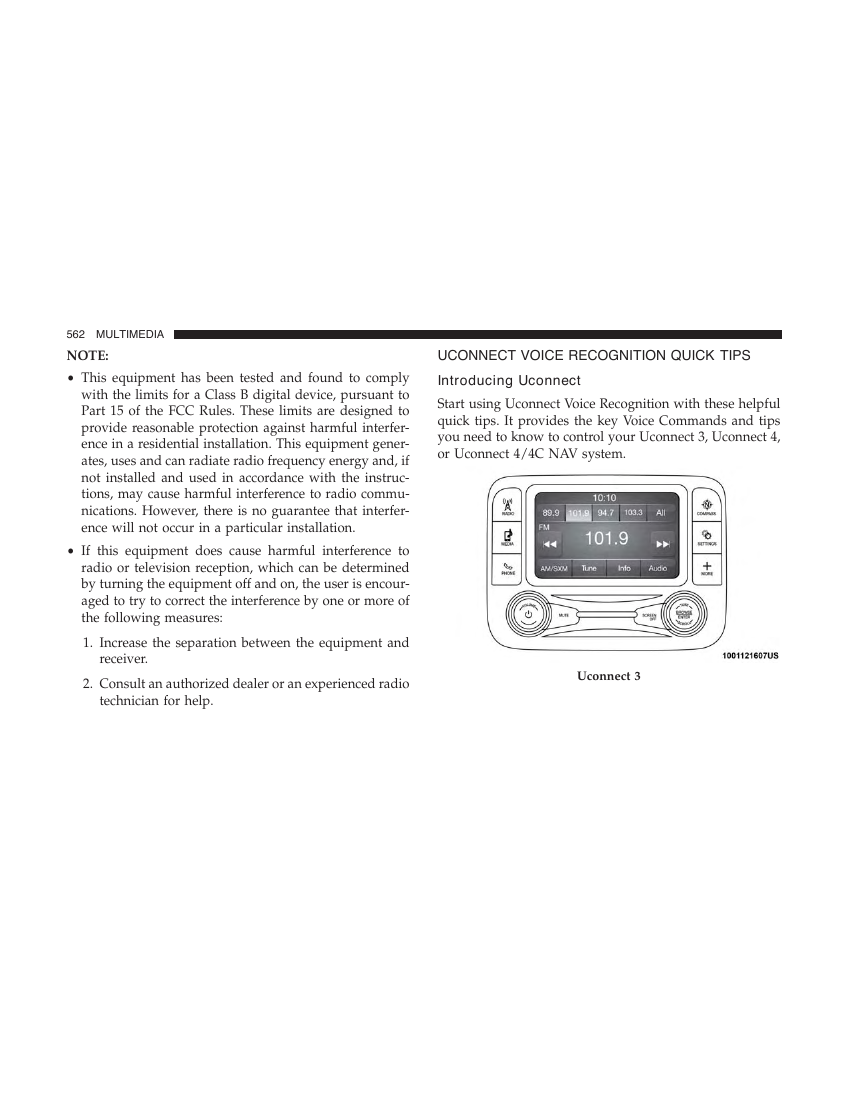 562 MULTIMEDIA
NOTE:
• This equipment has been tested and found to comply
with the limits for a Class B digital device, pursuant to
Part 15 of the FCC Rules. These limits are designed to
provide reasonable protection against harmful interfer-
ence in a residential installation. This equipment gener-
ates, uses and can radiate radio frequency energy and, if
not installed and used in accordance with the instruc-
tions, may cause harmful interference to radio commu-
nications. However, there is no guarantee that interfer-
ence will not occur in a particular installation.
• If this equipment does cause harmful interference to
radio or television reception, which can be determined
by turning the equipment off and on, the user is encour-
aged to try to correct the interference by one or more of
the following measures:
1. Increase the separation between the equipment and
receiver.
2. Consult an authorized dealer or an experienced radio
technician for help.
UCONNECT VOICE RECOGNITION QUICK TIPS
Introducing Uconnect
Start using Uconnect Voice Recognition with these helpful
quick tips. It provides the key Voice Commands and tips
you need to know to control your Uconnect 3, Uconnect 4,
or Uconnect 4/4C NAV system.
10:10
89.9 101.9 94.7 103.3 All
FM
101.9
AM/SXM Tune Info Audio
RADIO
MEDIA
PHONE
COMPASS
SETTINGS
MORE
MUTE
SCREEN
OFF
BROWSE
ENTER
1001121607US
Uconnect 3